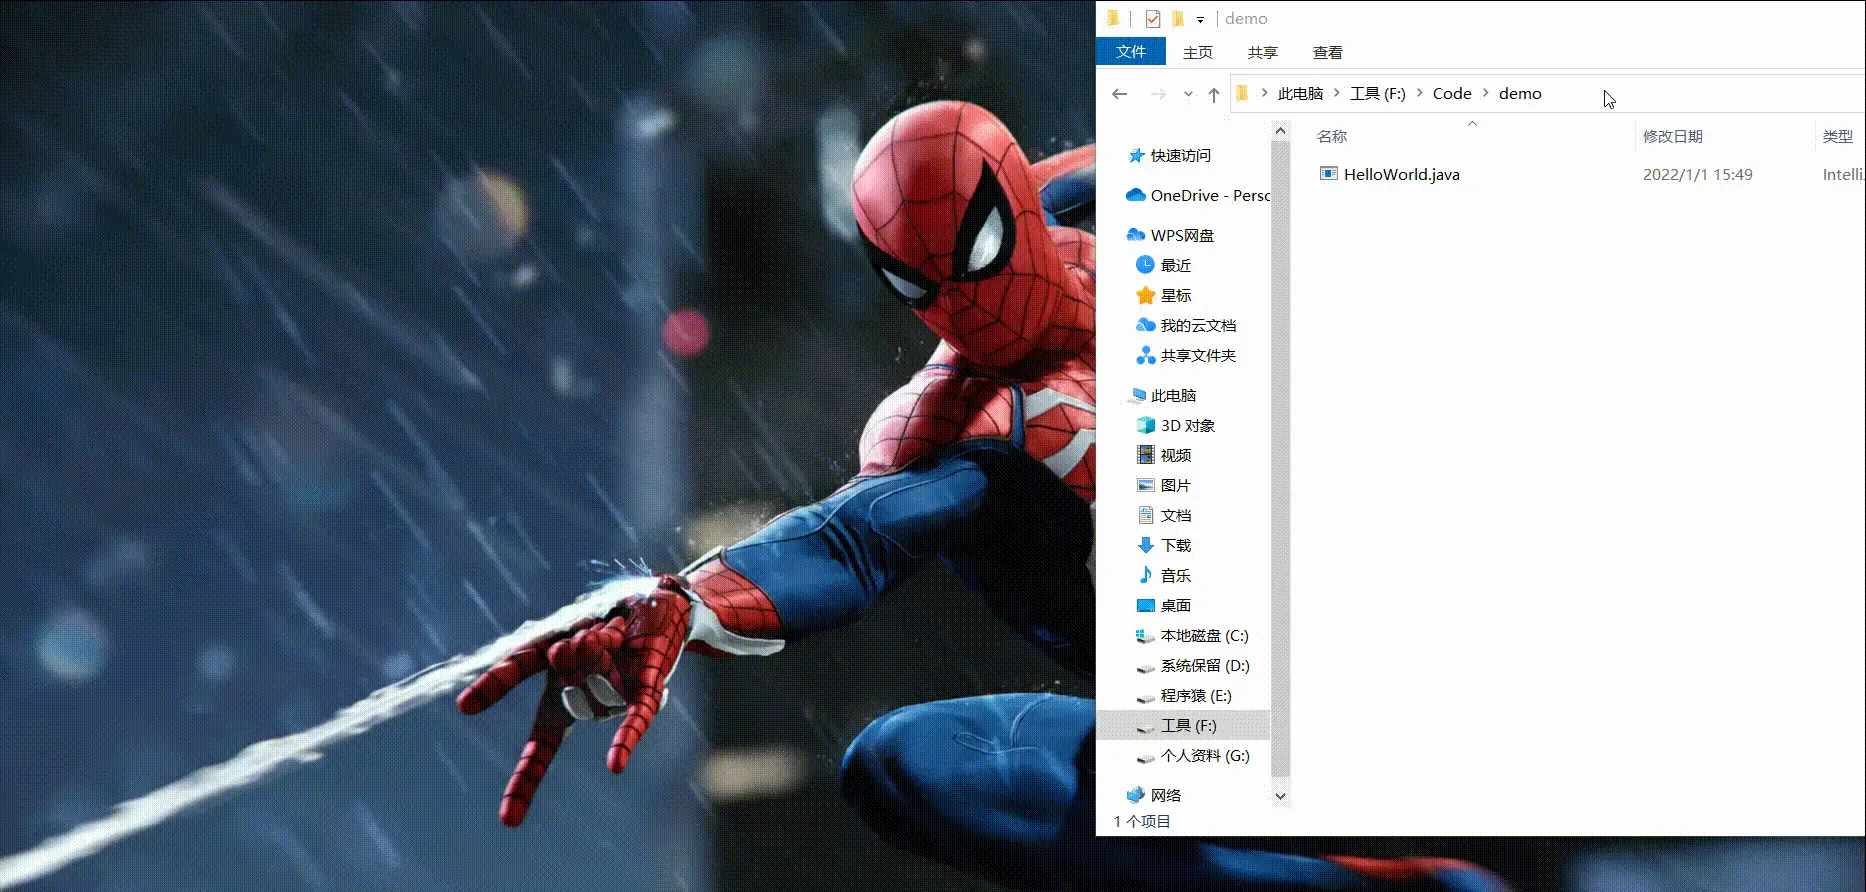 demo
文件 主页 共享 查看
此电脑 工具 (F:) Code demo
名称 修改日期 类型
HelloWorld.java 2022/1/1 15:49 Intelli
快速访问
OneDrive - Perso
WPS网盘
最近
星标
我的云文档
共享文件夹
此电脑
3D 对象
视频
图片
文档
下载
音乐
桌面
本地磁盘 (C:)
系统保留 (D:)
程序猿 (E:)
工具 (F:)
个人资料 (G:)
网络
1 个项目